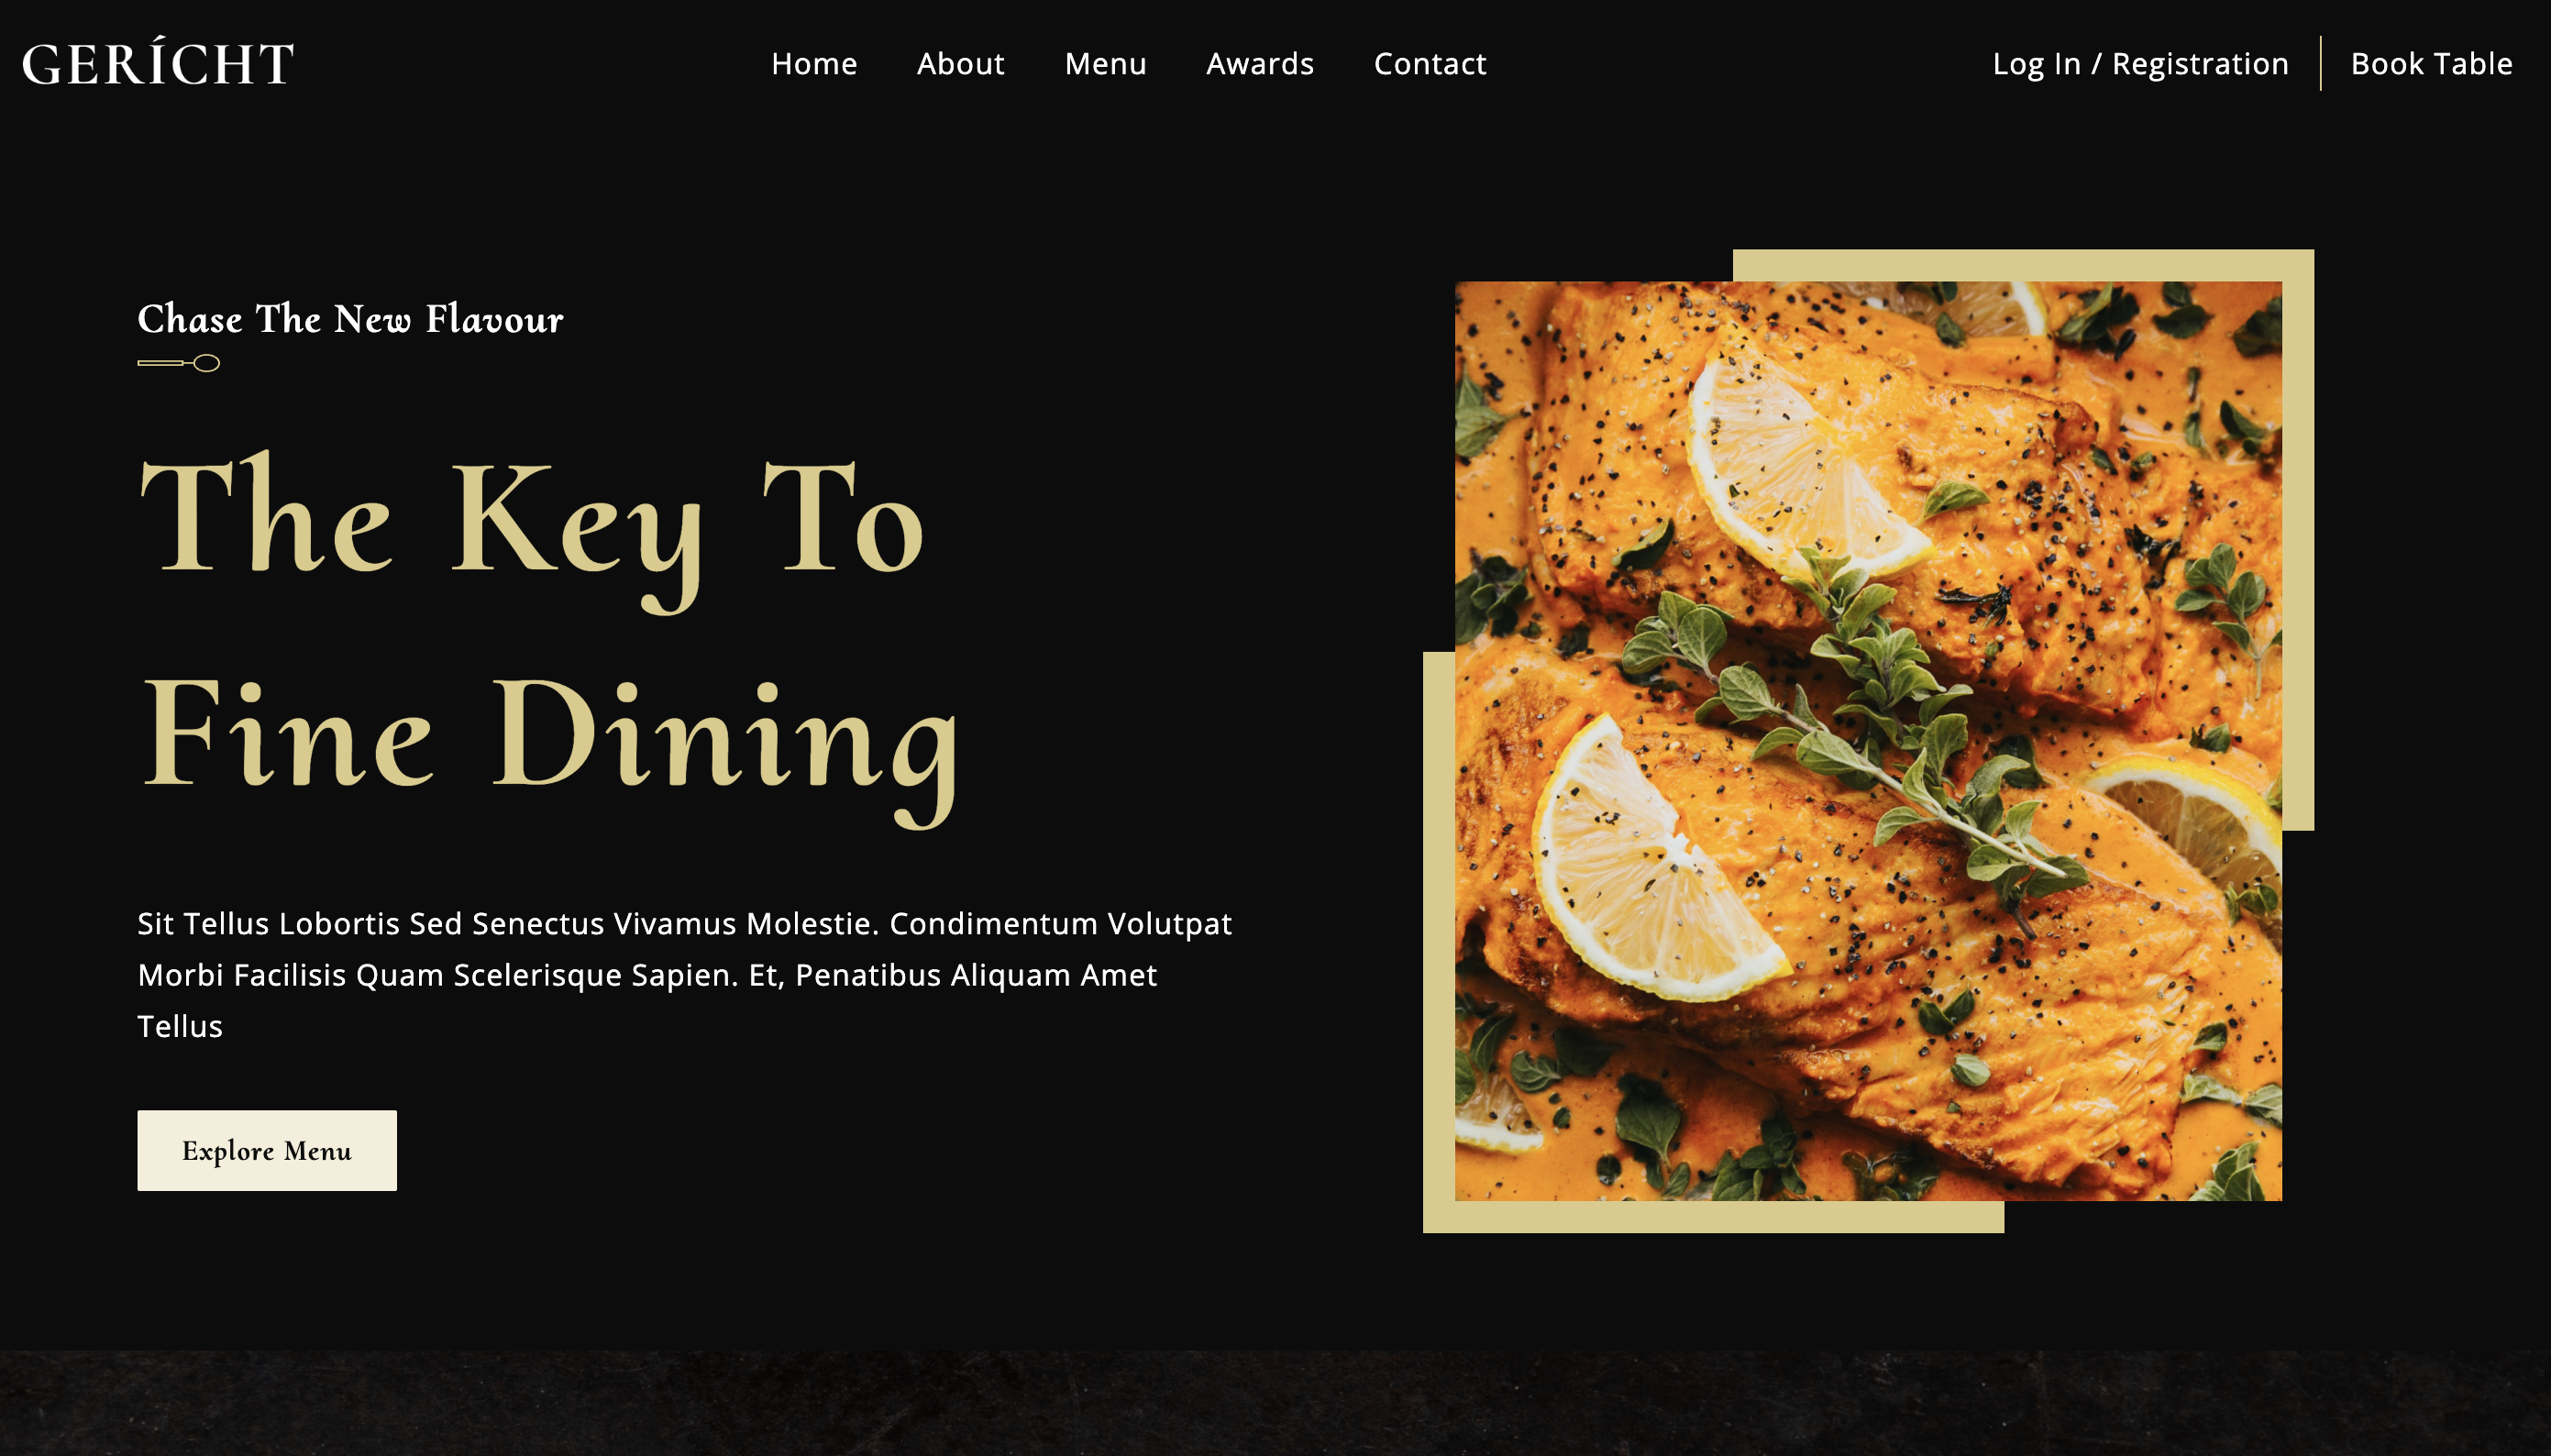 GERÍCHT
Home About Menu Awards Contact
Log In / Registration Book Table
Chase The New Flavour
The Key To
Fine Dining
Sit Tellus Lobortis Sed Senectus Vivamus Molestie. Condimentum Volutpat
Morbi Facilisis Quam Scelerisque Sapien. Et, Penatibus Aliquam Amet
Tellus
Explore Menu